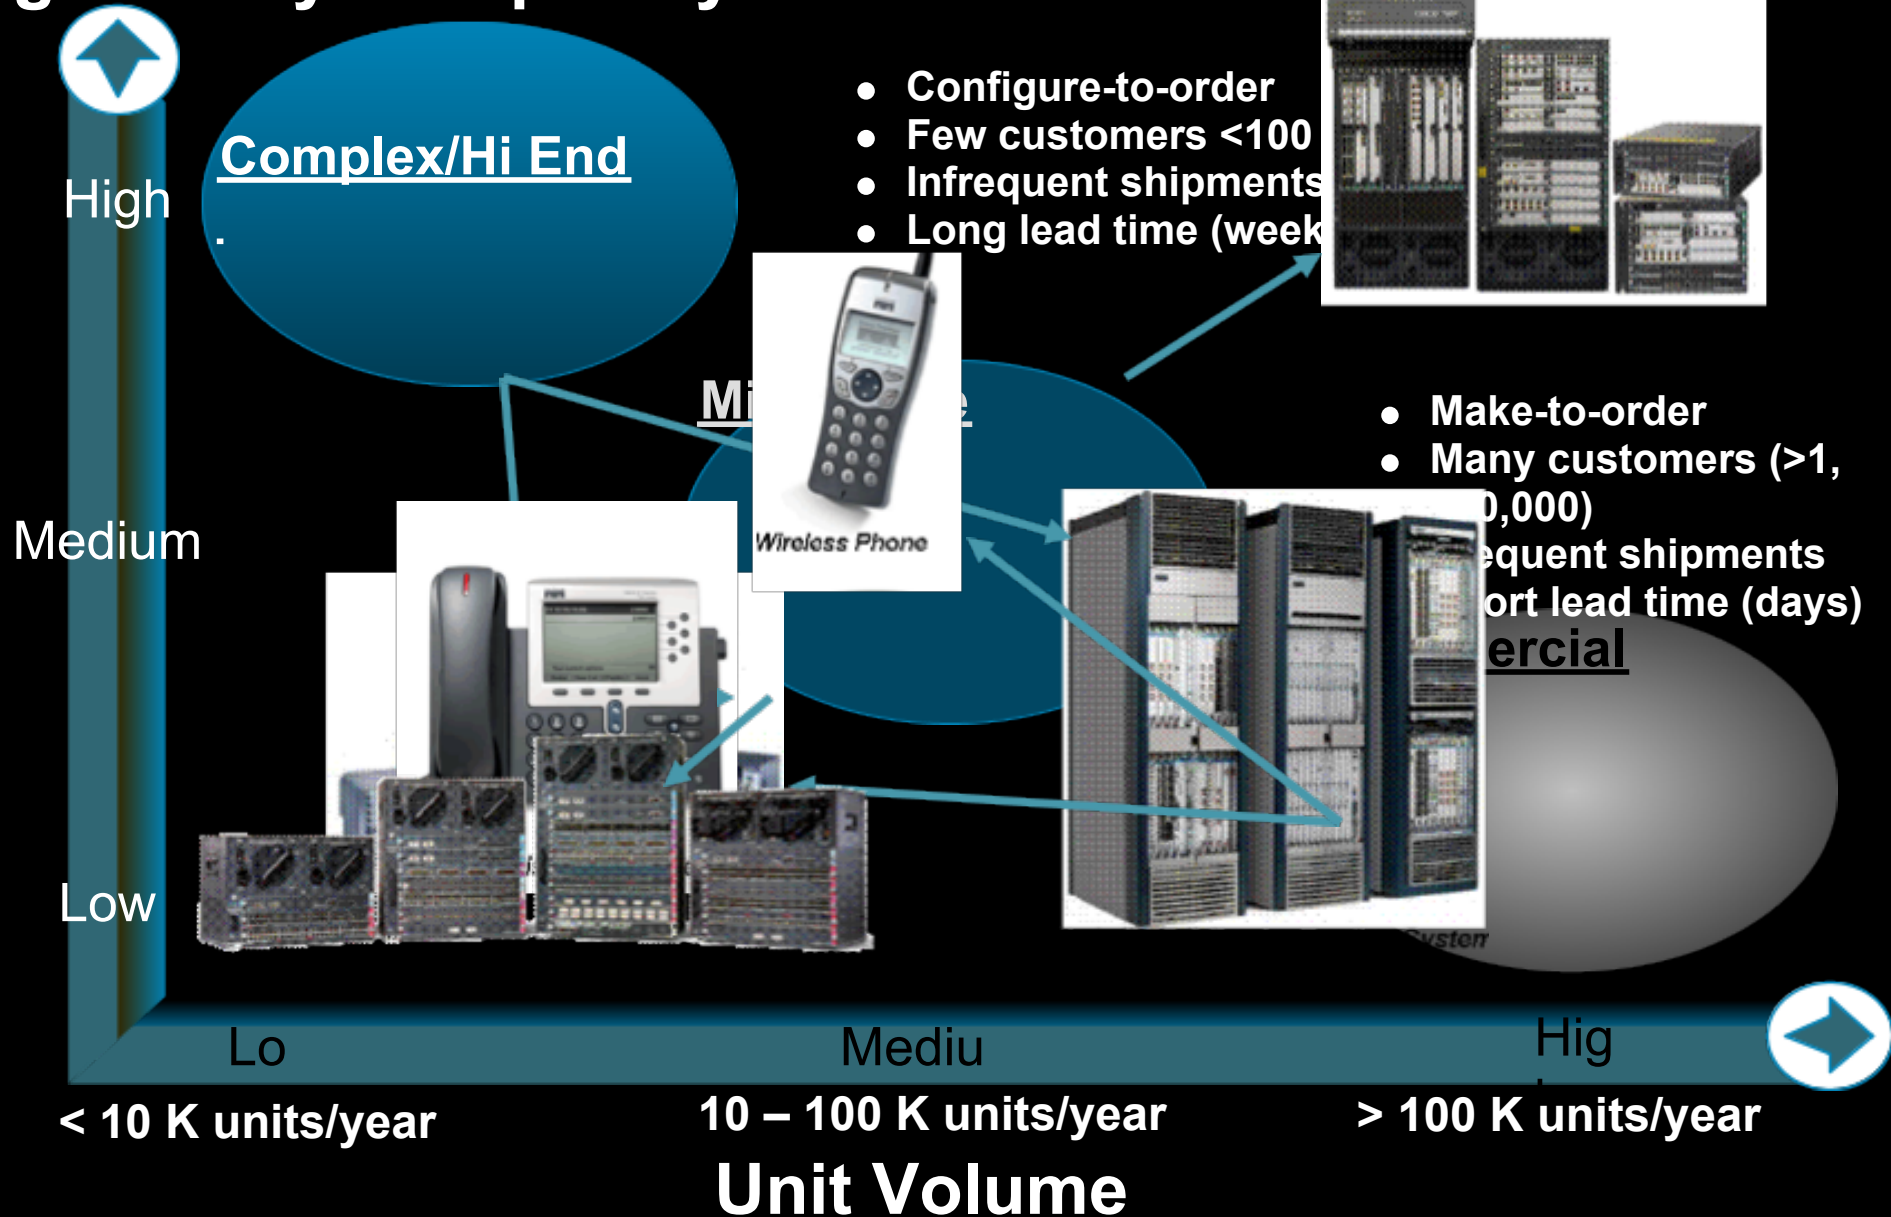 Complex/Hi End
.
Configure-to-order
Few customers <100
Infrequent shipments
Long lead time (week
High
Make-to-order
Many customers (>1,
0,000)
equent shipments
ort lead time (days)
Medium
Wireless Phone
ercial
Low
System
Lo
Mediu
Hig
< 10 K units/year
10 – 100 K units/year
> 100 K units/year
Unit Volume